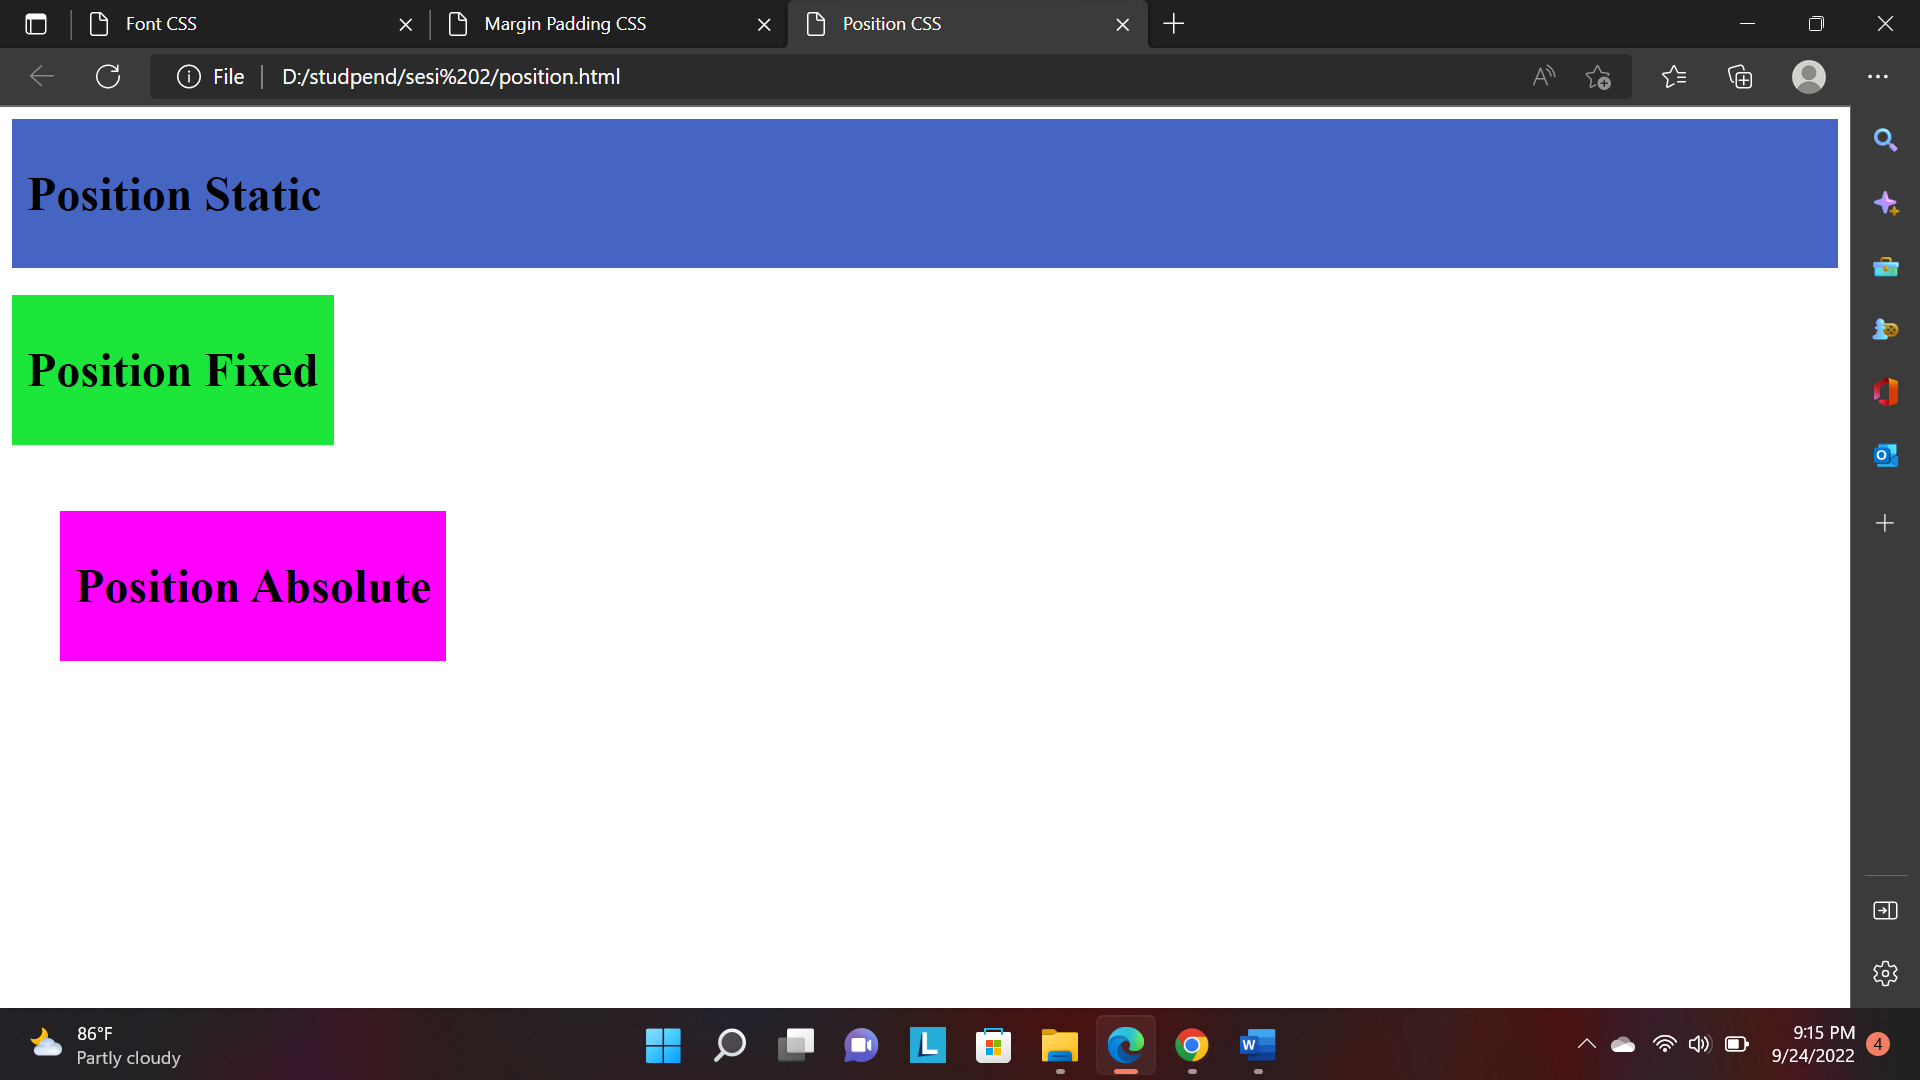 Font CSS
Margin Padding CSS
Position CSS
File
D:/studpend/sesi%202/position.html
Position Static
Position Fixed
Position Absolute
86°F
Partly cloudy
L
W
9:15 PM
9/24/2022
4